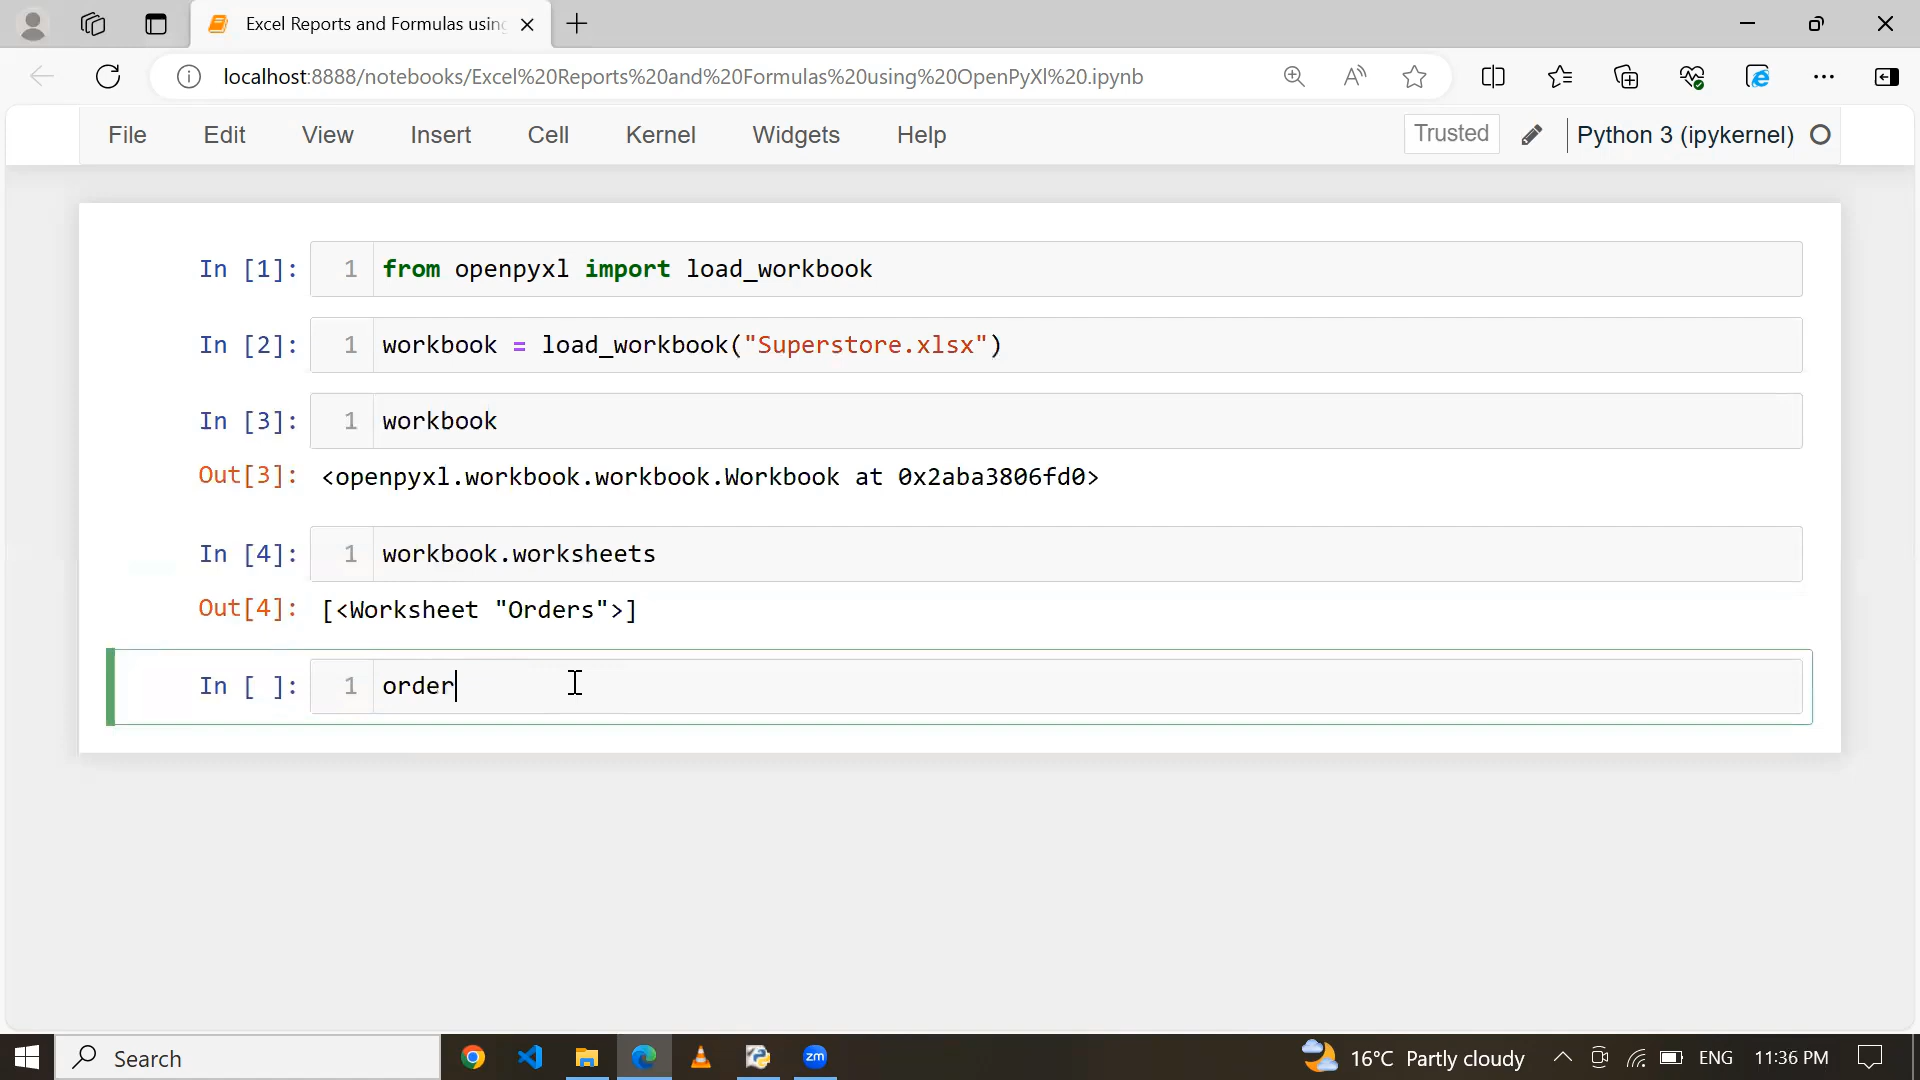 Excel Reports and Formulas usin
localhost:8888/notebooks/Excel%20Reports%20and%20Formulas%20using%20OpenPyXl%20.ipynb
File Edit View Insert Cell Kernel Widgets Help Trusted Python 3 (ipykernel)
In [1]: 1 from openpyxl import load_workbook
In [2]: 1 workbook = load_workbook("Superstore.xlsx")
In [3]: 1 workbook
Out[3]: <openpyxl.workbook.workbook.Workbook at 0x2aba3806fd0>
In [4]: 1 workbook.worksheets
Out[4]: [<Worksheet "Orders">]
In [ ]: 1 order
Search zm 16°C Partly cloudy ENG 11:36 PM